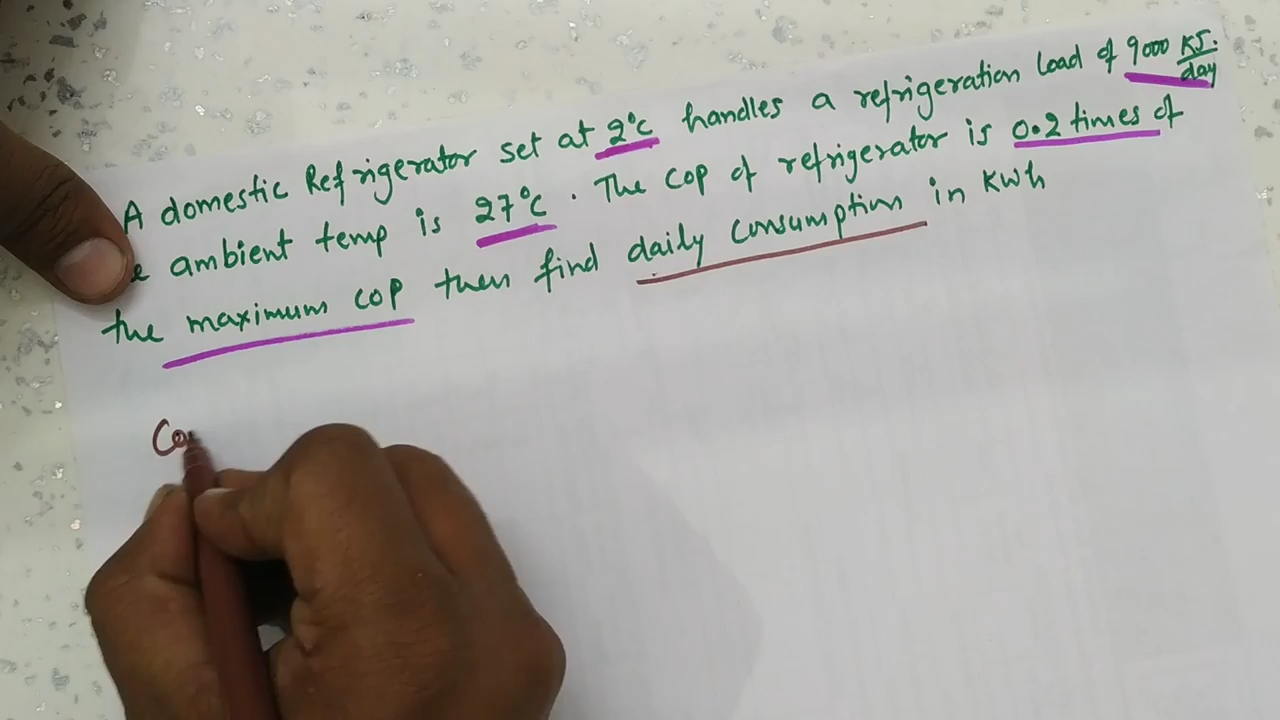 A domestic Refrigerator set at 2°C handles a refrigeration load of 9000 KJ/day
e ambient temp is 27°C. The COP of refrigerator is 0.2 times of
the maximum COP then find daily consumption in KWh
Co